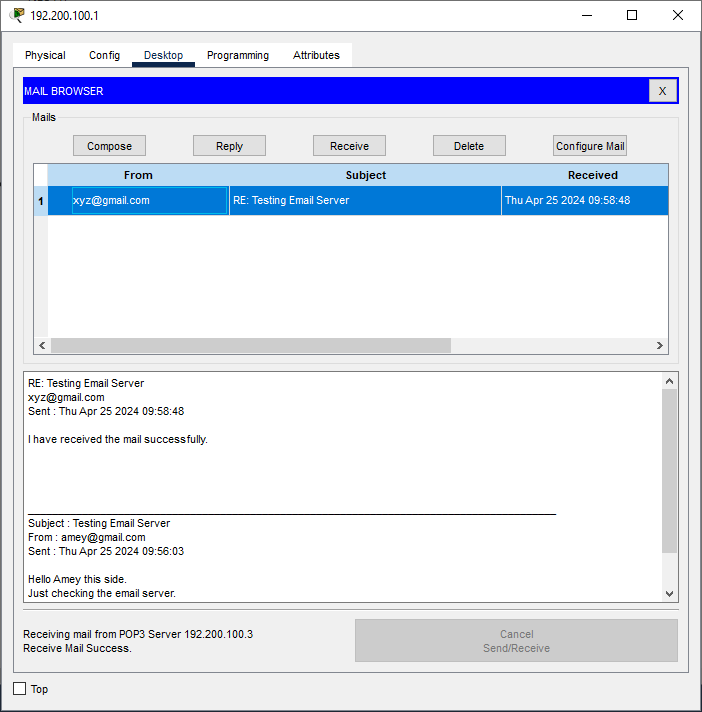 192.200.100.1
Physical Config Desktop Programming Attributes
MAIL BROWSER X
Mails
Compose Reply Receive Delete Configure Mail
From Subject Received
1 xyz@gmail.com RE: Testing Email Server Thu Apr 25 2024 09:58:48
RE: Testing Email Server
xyz@gmail.com
Sent : Thu Apr 25 2024 09:58:48
I have received the mail successfully.
Subject : Testing Email Server
From : amey@gmail.com
Sent : Thu Apr 25 2024 09:56:03
Hello Amey this side.
Just checking the email server.
Receiving mail from POP3 Server 192.200.100.3
Receive Mail Success.
Cancel
Send/Receive
Top